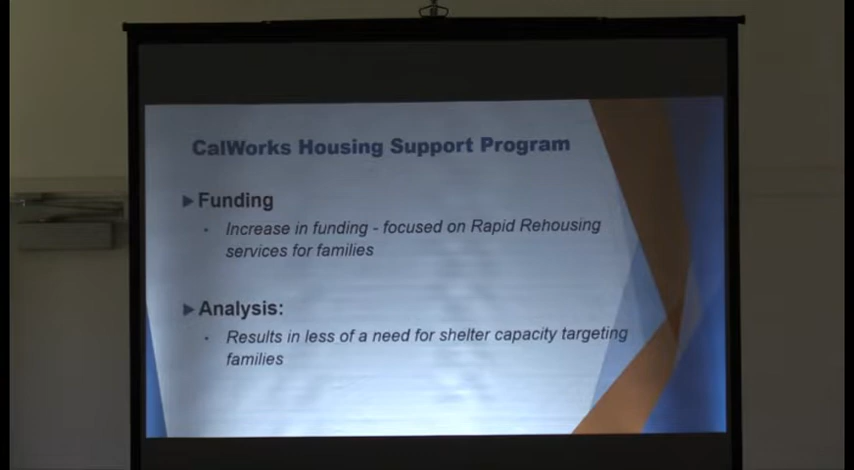 CalWorks Housing Support Program
Funding
Increase in funding - focused on Rapid Rehousing
services for families
Analysis:
Results in less of a need for shelter capacity targeting
families